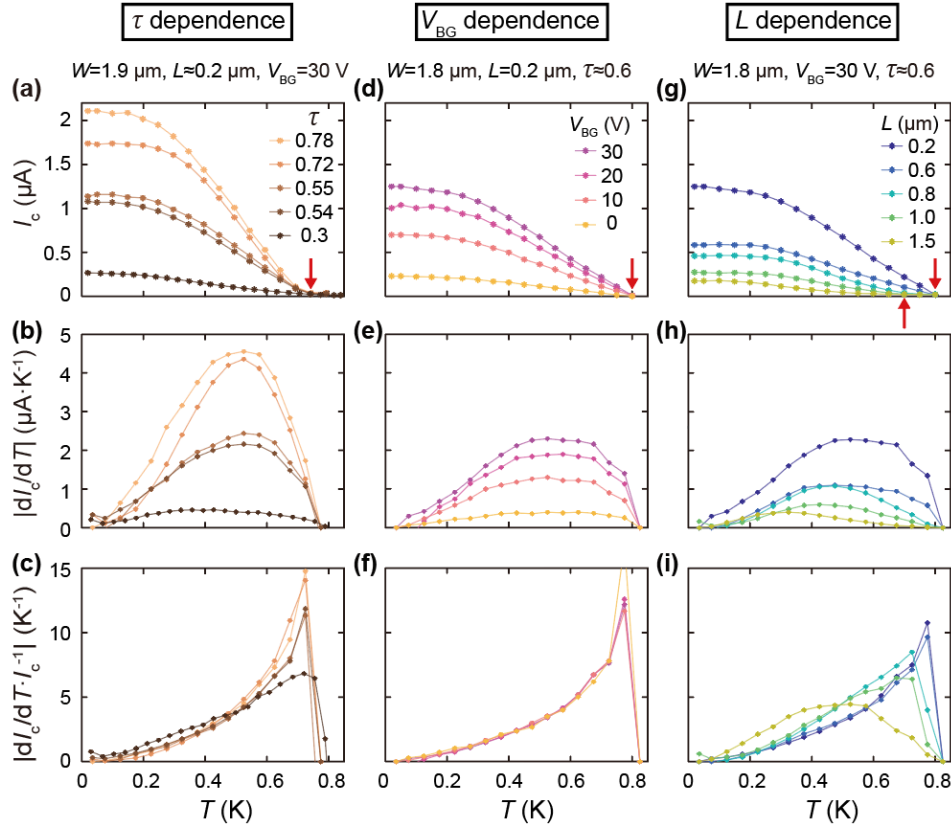 τ dependence
V_BG dependence
L dependence
W=1.9 μm, L≈0.2 μm, V_BG=30 V
W=1.8 μm, L=0.2 μm, τ≈0.6
W=1.8 μm, V_BG=30 V, τ≈0.6
(a)
I_c (μA)
2
1.5
1
0.5
0
τ
0.78
0.72
0.55
0.54
0.3
(d)
V_BG (V)
30
20
10
0
(g)
L (μm)
0.2
0.6
0.8
1.0
1.5
(b)
|dI_c/dT| (μA·K⁻¹)
5
4
3
2
1
0
(e)
(h)
(c)
|dI_c/dT·I_c⁻¹| (K⁻¹)
15
10
5
0
0 0.2 0.4 0.6 0.8
T (K)
(f)
0 0.2 0.4 0.6 0.8
T (K)
(i)
0 0.2 0.4 0.6 0.8
T (K)